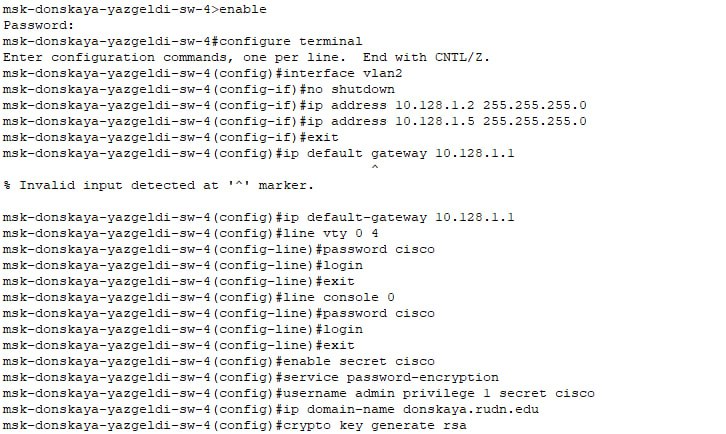 msk-donskaya-yazgeldi-sw-4>enable
Password:
msk-donskaya-yazgeldi-sw-4#configure terminal
Enter configuration commands, one per line.  End with CNTL/Z.
msk-donskaya-yazgeldi-sw-4(config)#interface vlan2
msk-donskaya-yazgeldi-sw-4(config-if)#no shutdown
msk-donskaya-yazgeldi-sw-4(config-if)#ip address 10.128.1.2 255.255.255.0
msk-donskaya-yazgeldi-sw-4(config-if)#ip address 10.128.1.5 255.255.255.0
msk-donskaya-yazgeldi-sw-4(config-if)#exit
msk-donskaya-yazgeldi-sw-4(config)#ip default gateway 10.128.1.1
^
% Invalid input detected at '^' marker.
msk-donskaya-yazgeldi-sw-4(config)#ip default-gateway 10.128.1.1
msk-donskaya-yazgeldi-sw-4(config)#line vty 0 4
msk-donskaya-yazgeldi-sw-4(config-line)#password cisco
msk-donskaya-yazgeldi-sw-4(config-line)#login
msk-donskaya-yazgeldi-sw-4(config-line)#exit
msk-donskaya-yazgeldi-sw-4(config)#line console 0
msk-donskaya-yazgeldi-sw-4(config-line)#password cisco
msk-donskaya-yazgeldi-sw-4(config-line)#login
msk-donskaya-yazgeldi-sw-4(config-line)#exit
msk-donskaya-yazgeldi-sw-4(config)#enable secret cisco
msk-donskaya-yazgeldi-sw-4(config)#service password-encryption
msk-donskaya-yazgeldi-sw-4(config)#username admin privilege 1 secret cisco
msk-donskaya-yazgeldi-sw-4(config)#ip domain-name donskaya.rudn.edu
msk-donskaya-yazgeldi-sw-4(config)#crypto key generate rsa